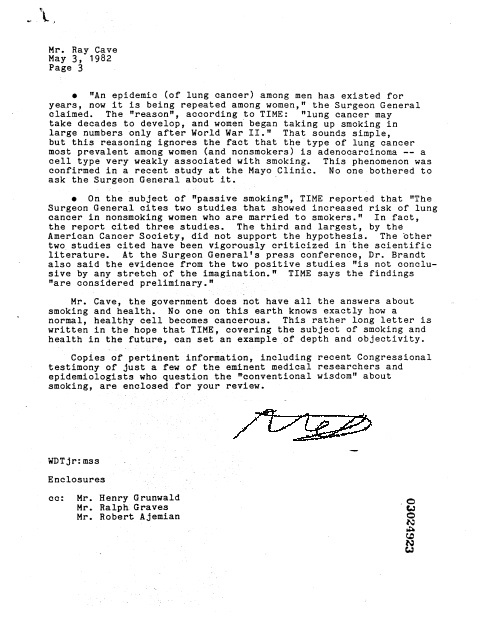 Mr. Ray Cave
May 3, 1982
Page 3
● "An epidemic (of lung cancer) among men has existed for
years, now it is being repeated among women," the Surgeon General
claimed. The "reason", according to TIME: "lung cancer may
take decades to develop, and women began taking up smoking in
large numbers only after World War II." That sounds simple,
but this reasoning ignores the fact that the type of lung cancer
most prevalent among women (and nonsmokers) is adenocarcinoma -- a
cell type very weakly associated with smoking. This phenomenon was
confirmed in a recent study at the Mayo Clinic. No one bothered to
ask the Surgeon General about it.
● On the subject of "passive smoking", TIME reported that "The
Surgeon General cites two studies that showed increased risk of lung
cancer in nonsmoking women who are married to smokers." In fact,
the report cited three studies. The third and largest, by the
American Cancer Society, did not support the hypothesis. The other
two studies cited have been vigorously criticized in the scientific
literature. At the Surgeon General's press conference, Dr. Brandt
also said the evidence from the two positive studies "is not conclu-
sive by any stretch of the imagination." TIME says the findings
"are considered preliminary."
Mr. Cave, the government does not have all the answers about
smoking and health. No one on this earth knows exactly how a
normal, healthy cell becomes cancerous. This rather long letter is
written in the hope that TIME, covering the subject of smoking and
health in the future, can set an example of depth and objectivity.
Copies of pertinent information, including recent Congressional
testimony of just a few of the eminent medical researchers and
epidemiologists who question the "conventional wisdom" about
smoking, are enclosed for your review.
WDTjr:mss
Enclosures
cc: Mr. Henry Grunwald
Mr. Ralph Graves
Mr. Robert Ajemian
03024923